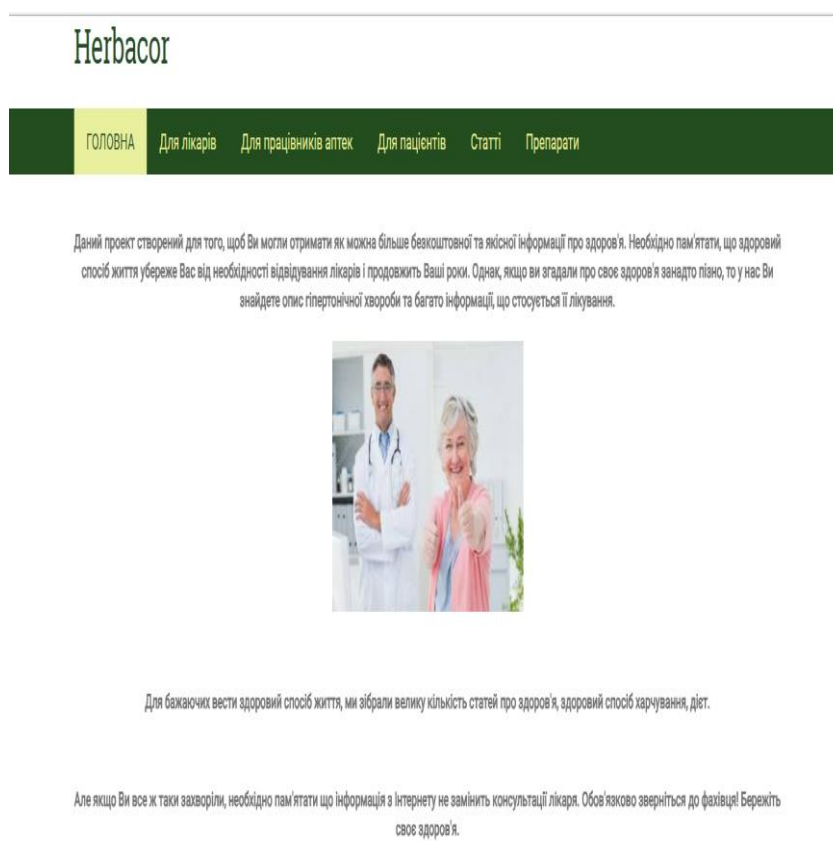 Herbacor
ГОЛОВНА Для лікарів Для працівників аптек Для пацієнтів Статті Препарати
Даний проект створений для того, щоб Ви могли отримати як можна більше безкоштовної та якісної інформації про здоров'я. Необхідно пам'ятати, що здоровий
спосіб життя убереже Вас від необхідності відвідування лікарів і продовжить Ваші роки. Однак, якщо ви згадали про своє здоров'я занадто пізно, то у нас Ви
знайдете опис гіпертонічної хвороби та багато інформації, що стосується її лікування.
Для бажаючих вести здоровий спосіб життя, ми зібрали велику кількість статей про здоров'я, здоровий спосіб харчування, дієт.
Але якщо Ви все ж таки захворіли, необхідно пам'ятати що інформація з Інтернету не замінить консультації лікаря. Обов'язково зверніться до фахівця! Бережіть
своє здоров'я.